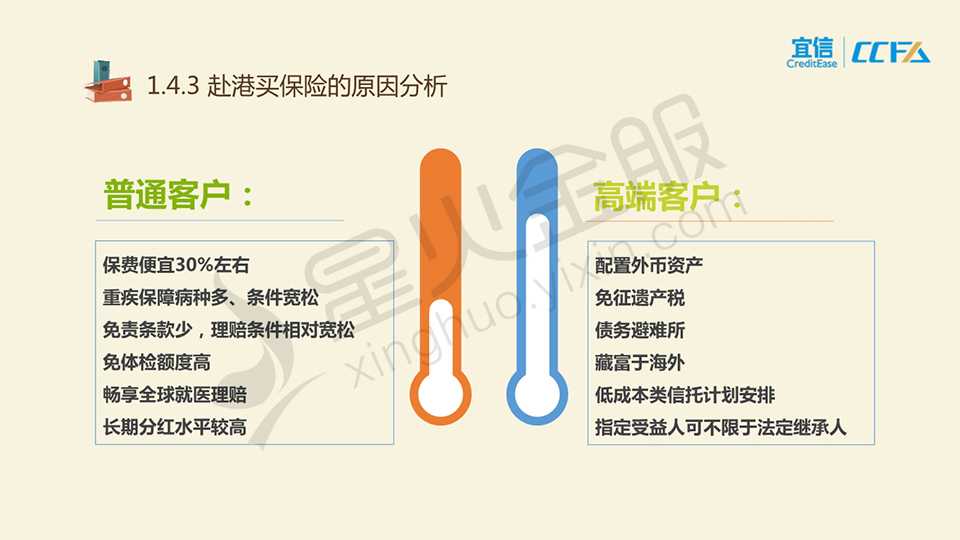 宜信
CreditEase
CCFA
1.4.3 赴港买保险的原因分析
普通客户：
保费便宜30%左右
重疾保障病种多、条件宽松
免责条款少，理赔条件相对宽松
免体检额度高
畅享全球就医理赔
长期分红水平较高
高端客户：
配置外币资产
免征遗产税
债务避难所
藏富于海外
低成本类信托计划安排
指定受益人可不限于法定继承人
星火金服
xinghuo.yixin.com